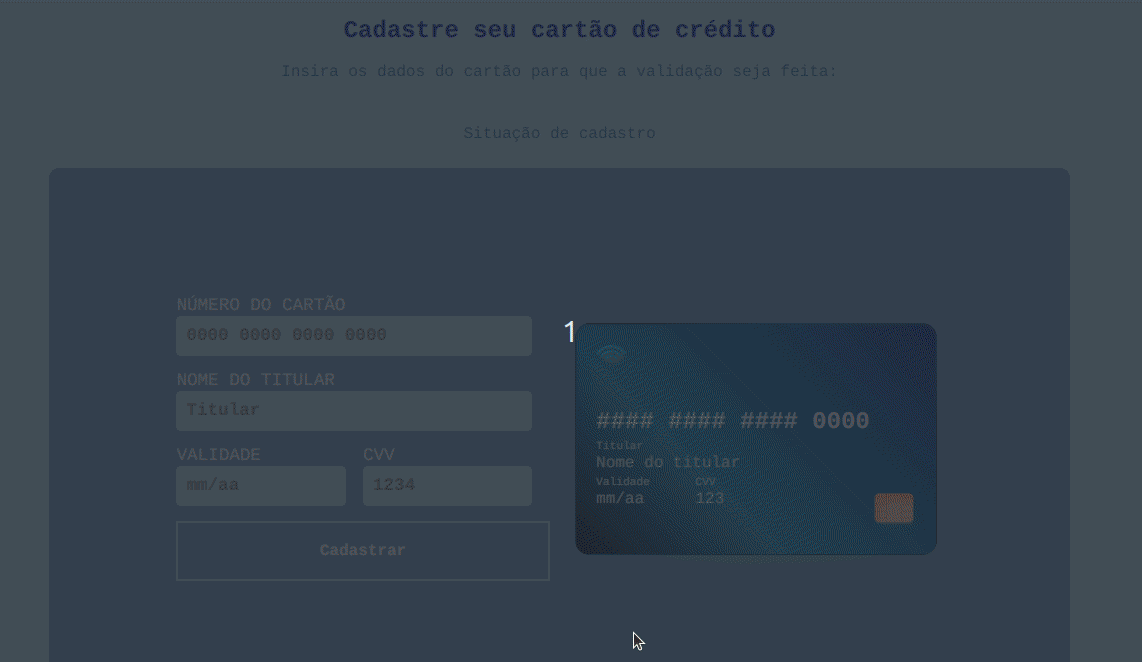 Cadastre seu cartão de crédito
Insira os dados do cartão para que a validação seja feita:
Situação de cadastro
NÚMERO DO CARTÃO
0000 0000 0000 0000
NOME DO TITULAR
Titular
VALIDADE CVV
mm/aa 1234
Cadastrar
1
#### #### #### 0000
Titular
Nome do titular
Validade CVV
mm/aa 123